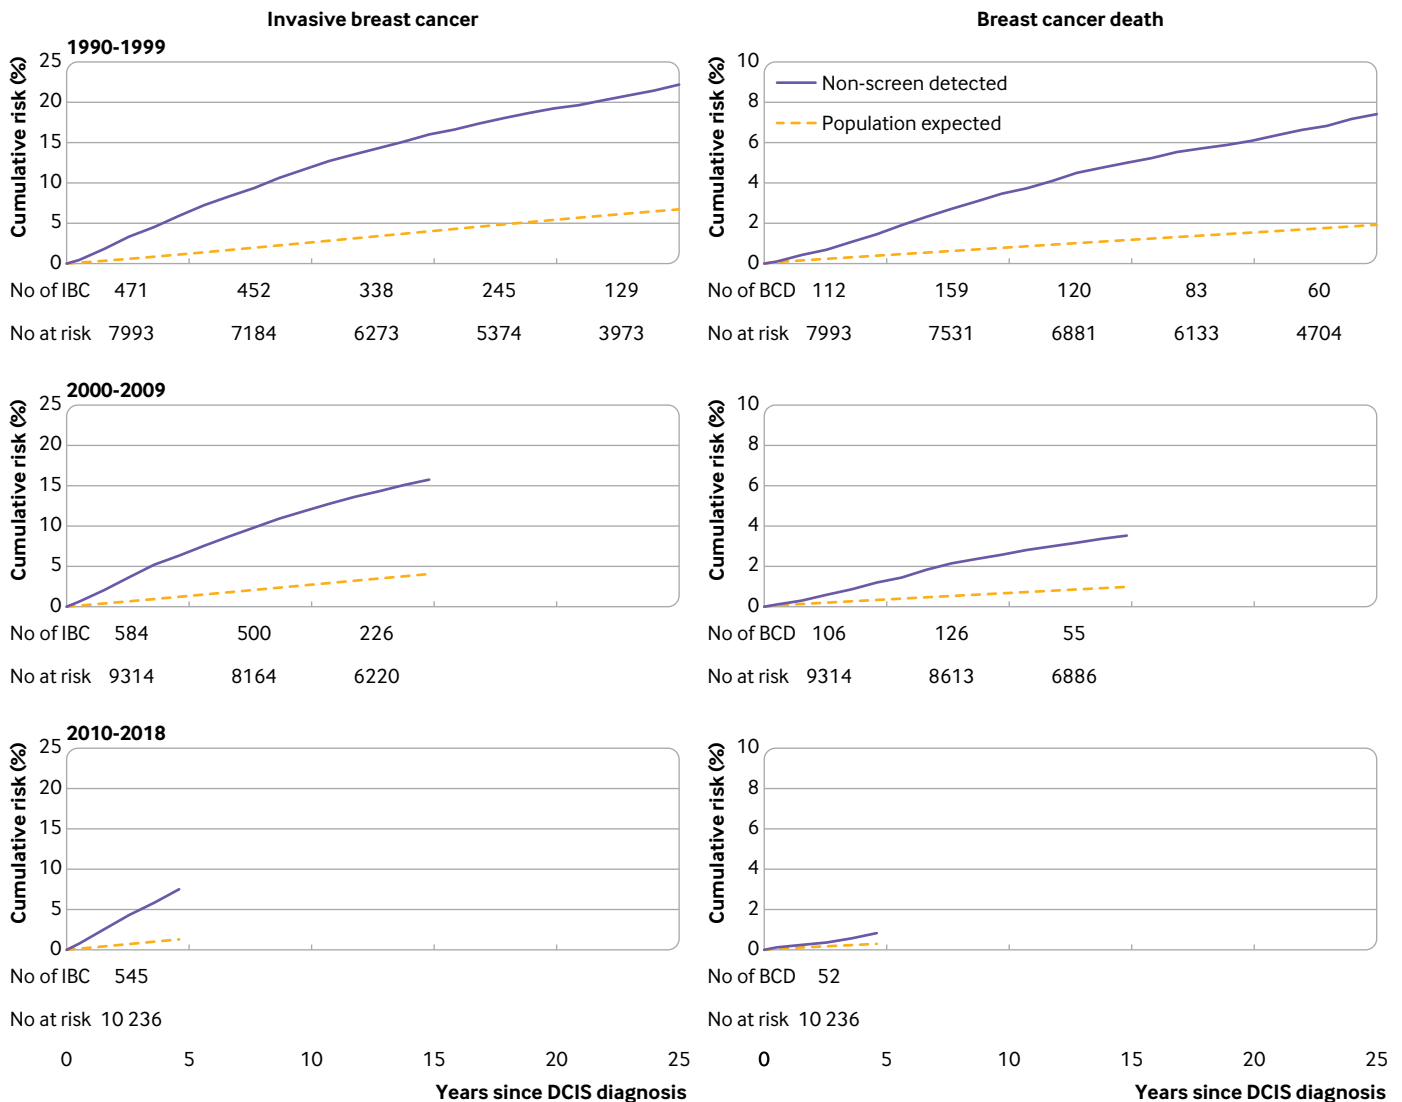 Invasive breast cancer
Breast cancer death
1990-1999
Cumulative risk (%)
25
20
15
10
5
0
No of IBC 471 452 338 245 129
No at risk 7993 7184 6273 5374 3973
Cumulative risk (%)
10
8
6
4
2
0
Non-screen detected
Population expected
No of BCD 112 159 120 83 60
No at risk 7993 7531 6881 6133 4704
2000-2009
Cumulative risk (%)
25
20
15
10
5
0
No of IBC 584 500 226
No at risk 9314 8164 6220
Cumulative risk (%)
10
8
6
4
2
0
No of BCD 106 126 55
No at risk 9314 8613 6886
2010-2018
Cumulative risk (%)
25
20
15
10
5
0
No of IBC 545
No at risk 10 236
0 5 10 15 20 25
Years since DCIS diagnosis
Cumulative risk (%)
10
8
6
4
2
0
No of BCD 52
No at risk 10 236
0 5 10 15 20 25
Years since DCIS diagnosis